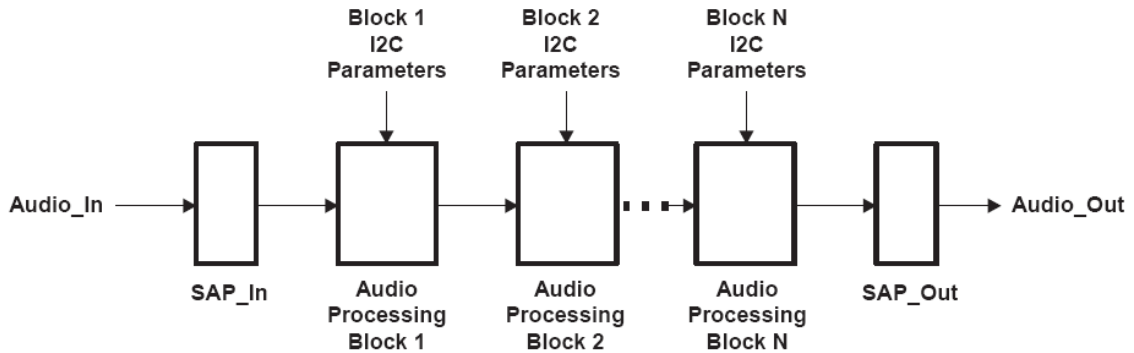 Block 1
I2C
Parameters
Block 2
I2C
Parameters
Block N
I2C
Parameters
Audio_In
Audio_Out
SAP_In
Audio
Processing
Block 1
Audio
Processing
Block 2
Audio
Processing
Block N
SAP_Out